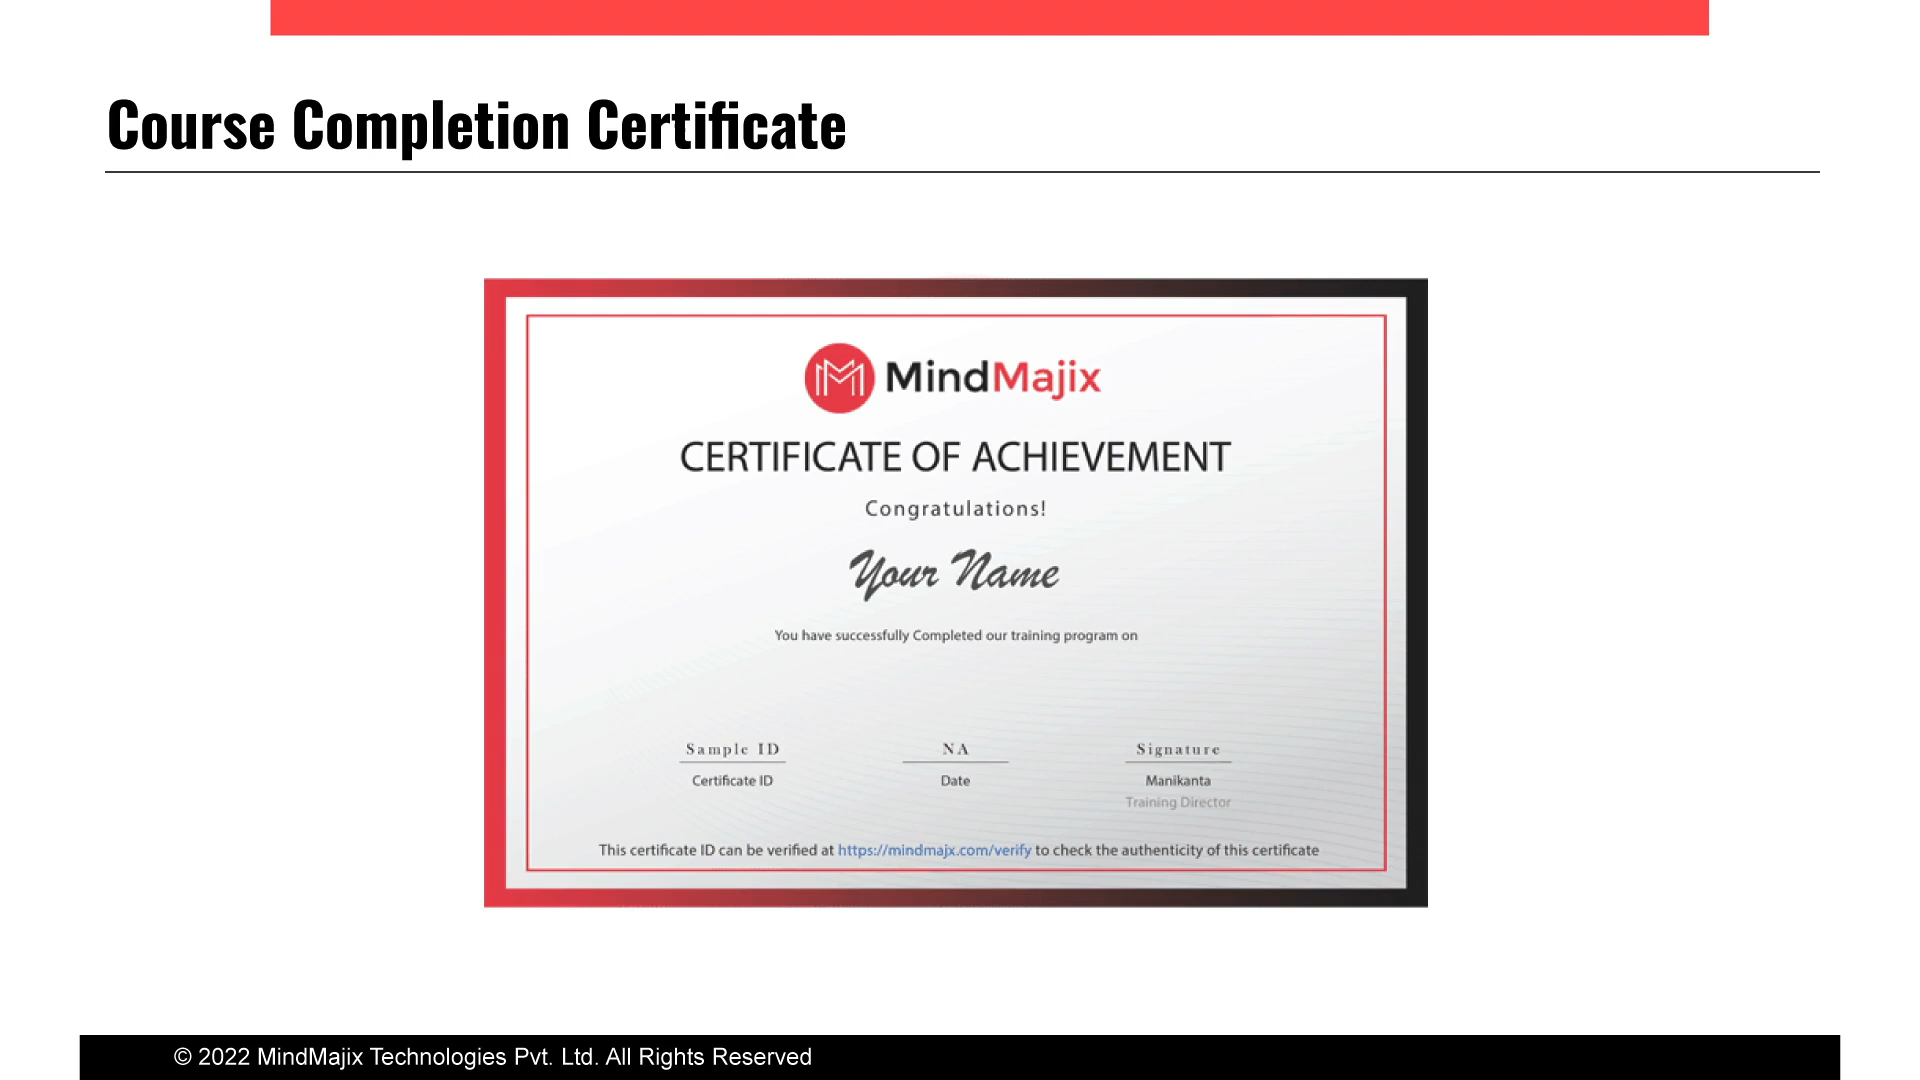 Course Completion Certificate
MindMajix
CERTIFICATE OF ACHIEVEMENT
Congratulations!
Your Name
You have successfully Completed our training program on
Sample ID NA Signature
Certificate ID Date Manikanta
Training Director
This certificate ID can be verified at https://mindmajx.com/verify to check the authenticity of this certificate
© 2022 MindMajix Technologies Pvt. Ltd. All Rights Reserved